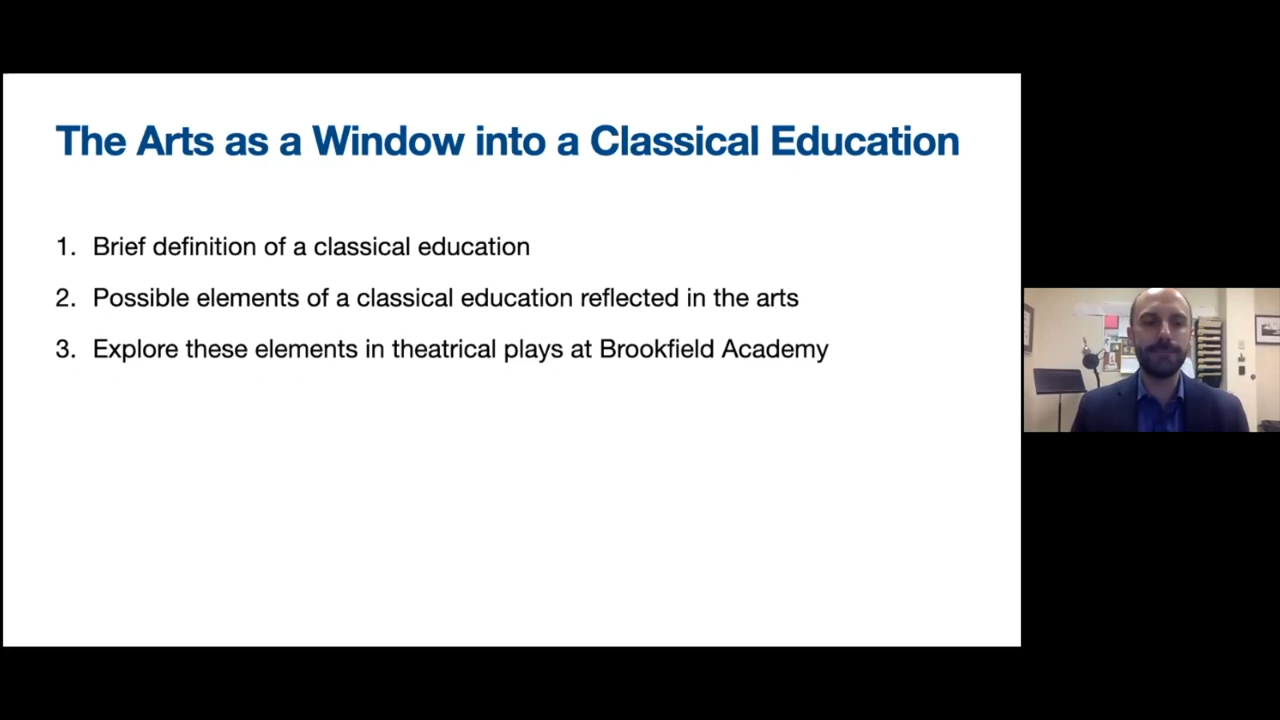 The Arts as a Window into a Classical Education
1. Brief definition of a classical education
2. Possible elements of a classical education reflected in the arts
3. Explore these elements in theatrical plays at Brookfield Academy